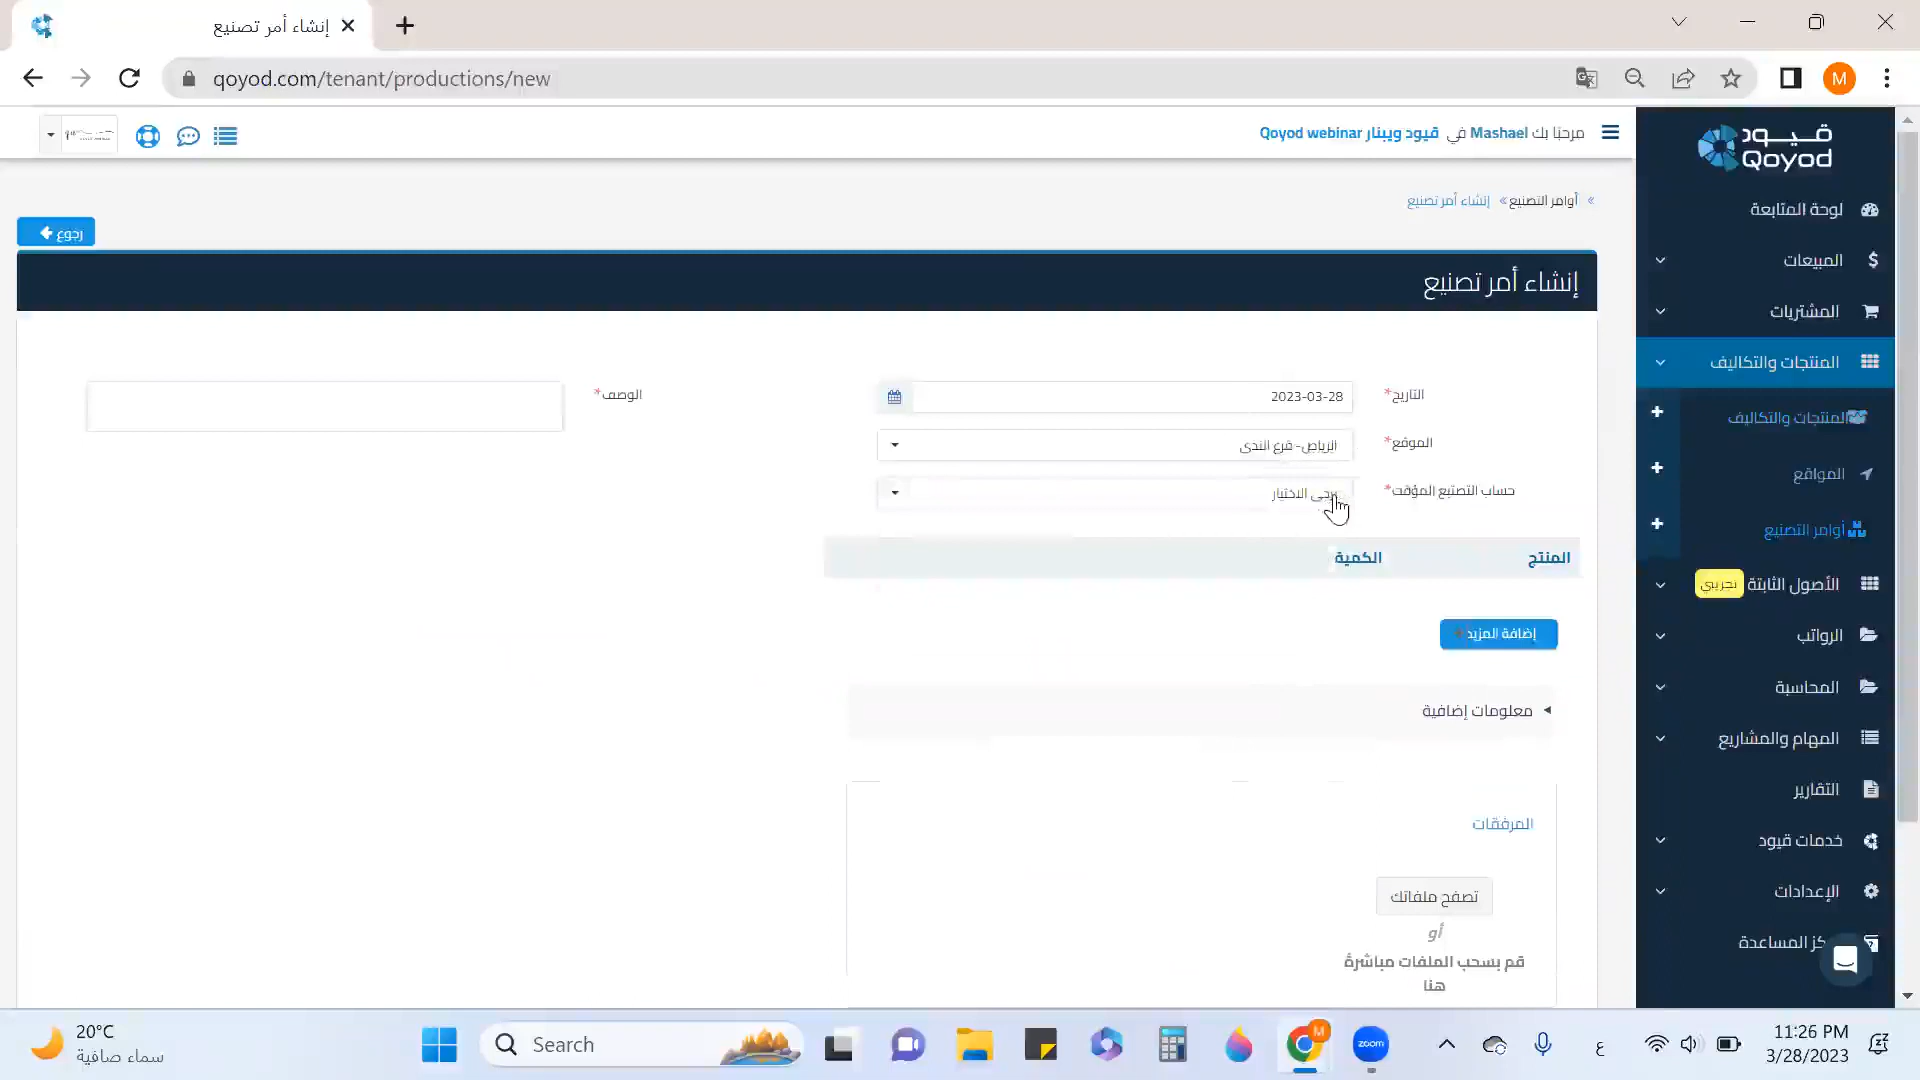 إنشاء أمر تصنيع
qoyod.com/tenant/productions/new
M
مرحبًا بك Mashael في قيود ويبنار Qoyod webinar
قيود
Qoyod
أوامر التصنيع » إنشاء أمر تصنيع »
رجوع
إنشاء أمر تصنيع
التاريخ*
2023-03-28
الوصف*
الموقع*
الرياض- فرع الندى
حساب التصنيع المؤقت*
يرجى الاختيار
المنتج
الكمية
إضافة المزيد
معلومات إضافية
المرفقات
تصفح ملفاتك
أو
قم بسحب الملفات مباشرةً
هنا
لوحة المتابعة
المبيعات
المشتريات
المنتجات والتكاليف
المنتجات والتكاليف
المواقع
أوامر التصنيع
الأصول الثابتة تجريبي
الرواتب
المحاسبة
المهام والمشاريع
التقارير
خدمات قيود
الإعدادات
المساعدة
20°C
سماء صافية
Search
M
zoom
ع
11:26 PM
3/28/2023